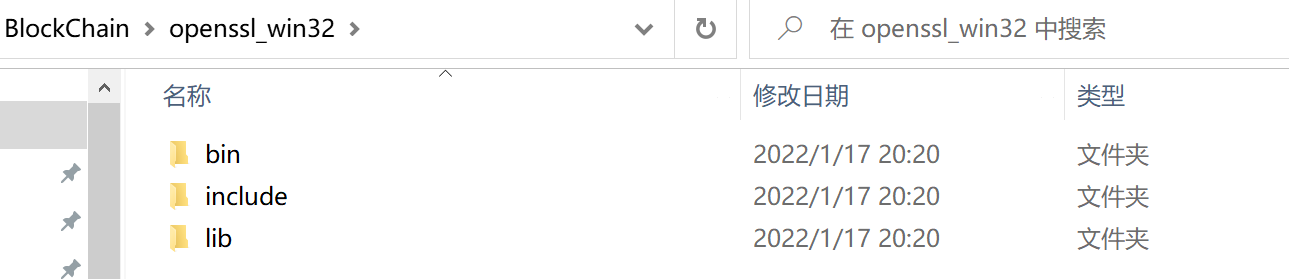 BlockChain openssl_win32 在 openssl_win32 中搜索
名称 修改日期 类型
bin 2022/1/17 20:20 文件夹
include 2022/1/17 20:20 文件夹
lib 2022/1/17 20:20 文件夹